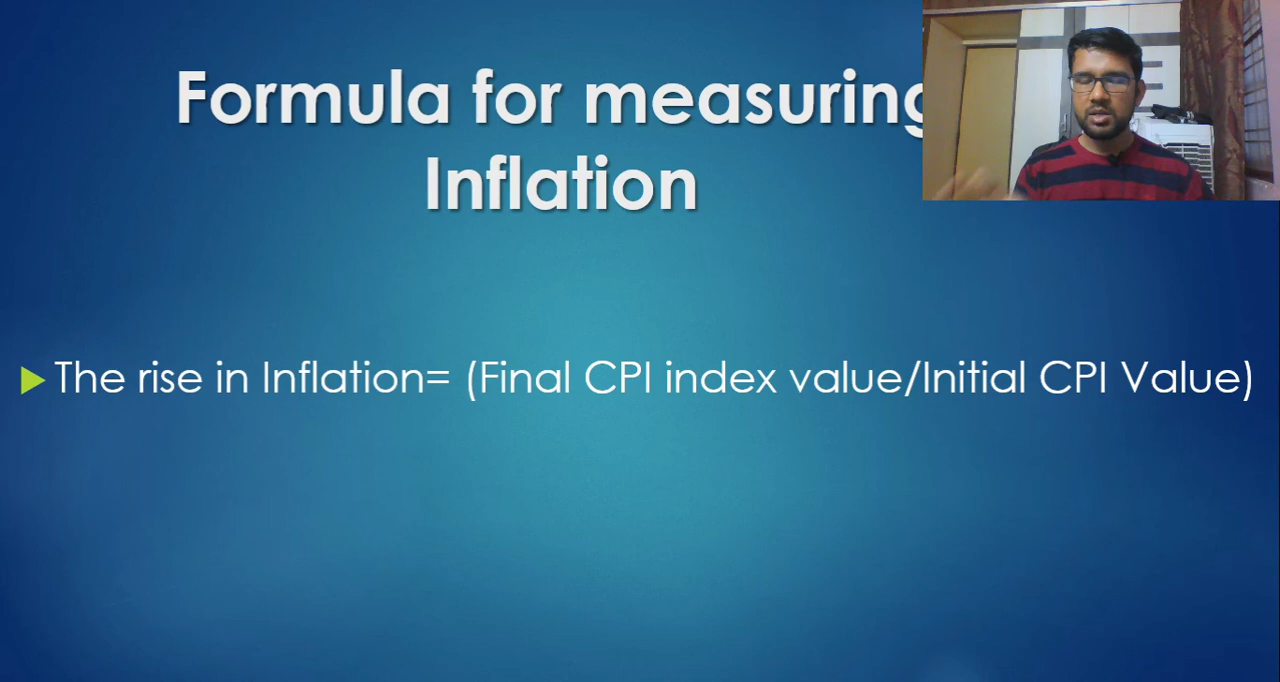 Formula for measuring
Inflation
The rise in Inflation= (Final CPI index value/Initial CPI Value)